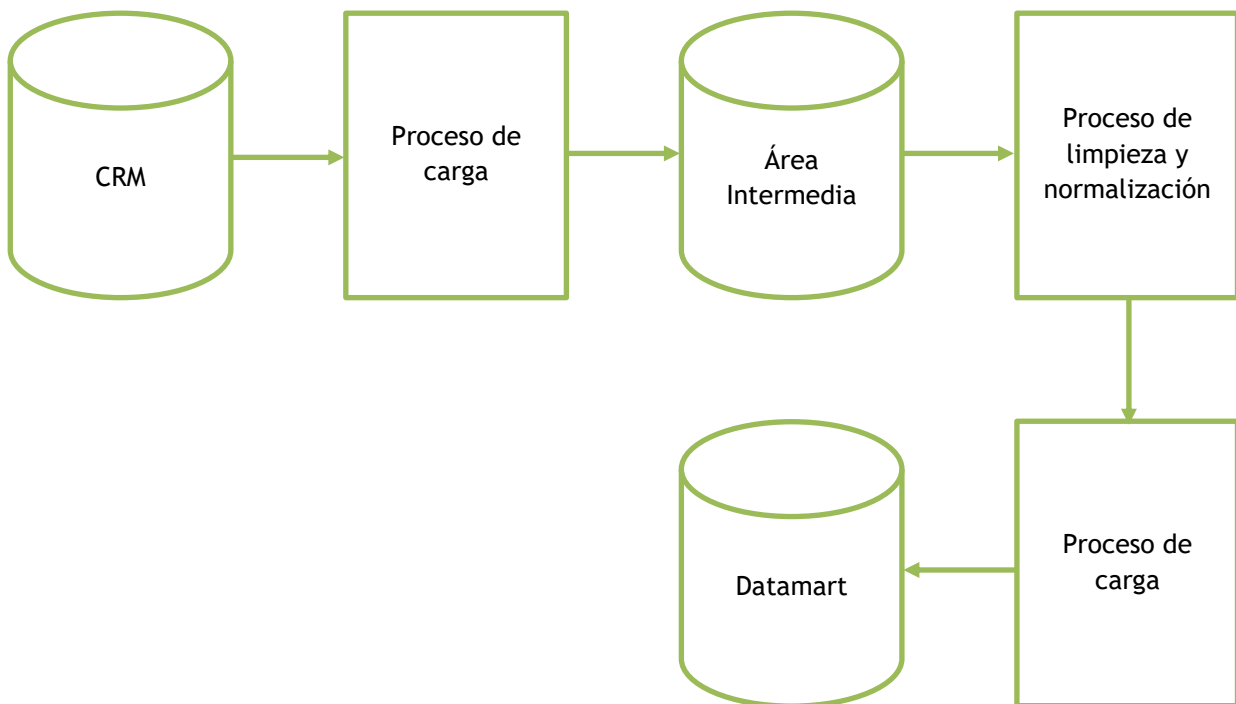 CRM
Proceso de
carga
Área
Intermedia
Proceso de
limpieza y
normalización
Proceso de
carga
Datamart